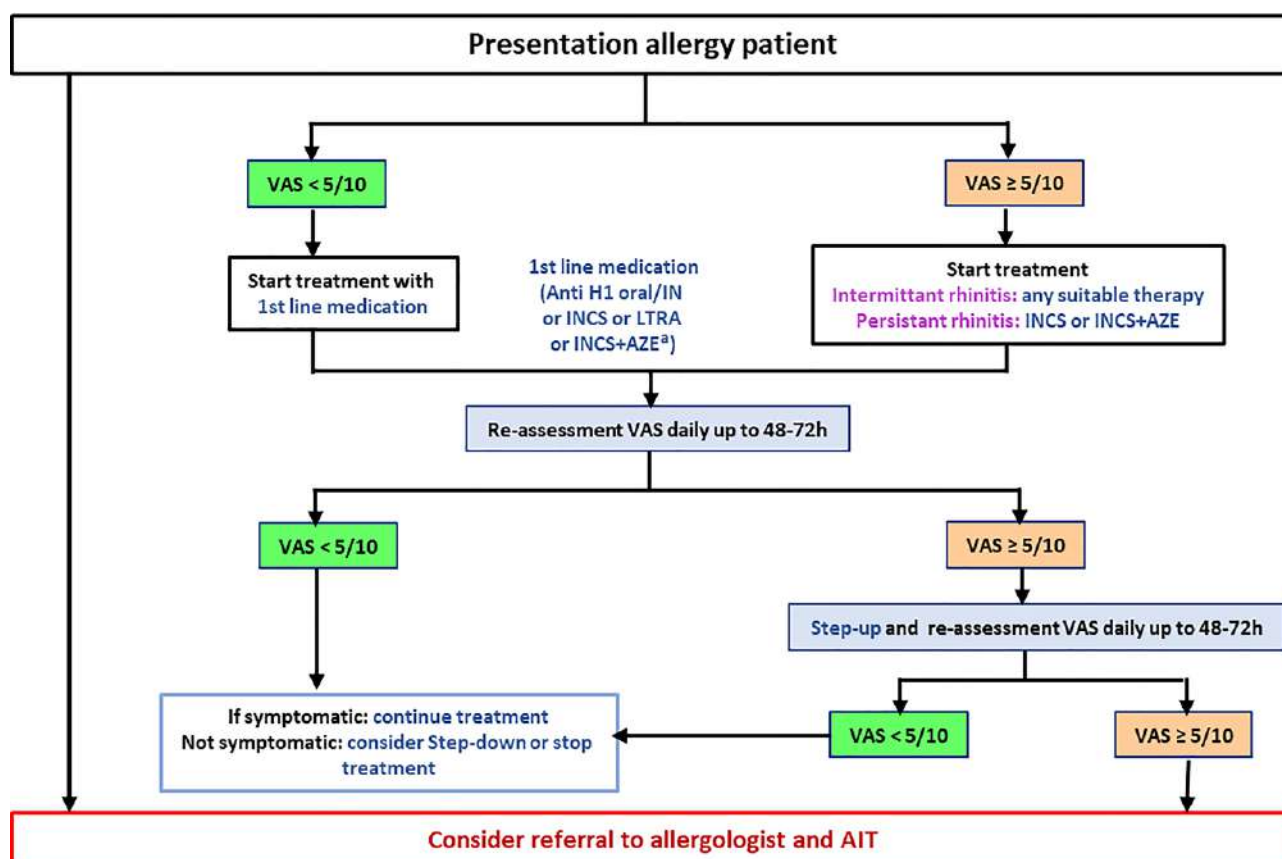 Presentation allergy patient
VAS < 5/10
VAS ≥ 5/10
Start treatment with
1st line medication
1st line medication
(Anti H1 oral/IN
or INCS or LTRA
or INCS+AZEᵃ)
Start treatment
Intermittant rhinitis: any suitable therapy
Persistant rhinitis: INCS or INCS+AZE
Re-assessment VAS daily up to 48-72h
VAS < 5/10
VAS ≥ 5/10
Step-up and re-assessment VAS daily up to 48-72h
If symptomatic: continue treatment
Not symptomatic: consider Step-down or stop
treatment
VAS < 5/10
VAS ≥ 5/10
Consider referral to allergologist and AIT